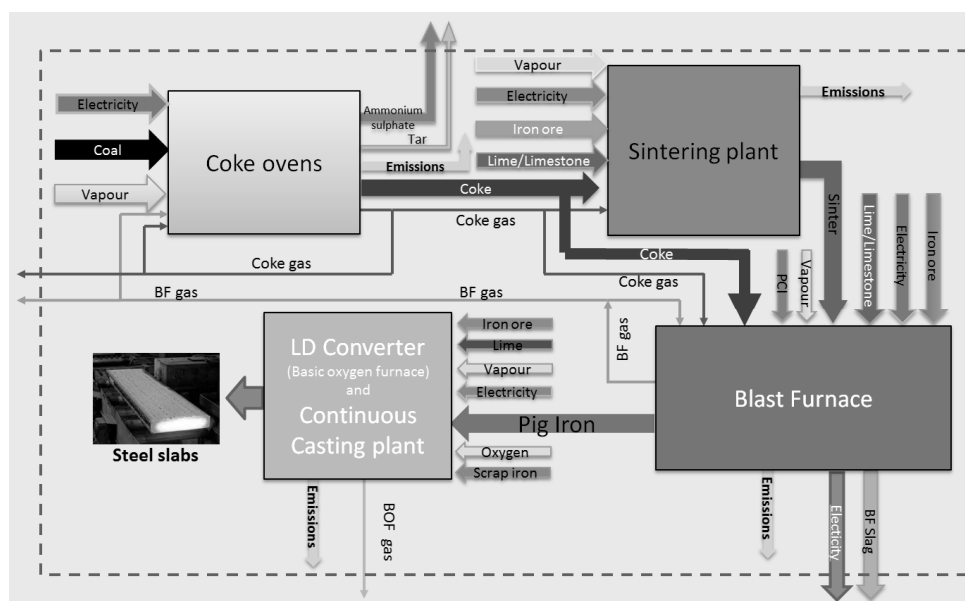 Electricity
Coal
Vapour
Coke ovens
Ammonium
sulphate
Tar
Emissions
Coke
Coke gas
Coke gas
BF gas
Vapour
Electricity
Iron ore
Lime/Limestone
Sintering plant
Emissions
Sinter
Lime/Limestone
Electricity
Iron ore
Coke
Coke gas
PCI
Vapour
BF gas
BF gas
LD Converter
(Basic oxygen furnace)
and
Continuous
Casting plant
Iron ore
Lime
Vapour
Electricity
Pig Iron
Oxygen
Scrap iron
Blast Furnace
Steel slabs
Emissions
BOF gas
Emissions
Electicity
BF Slag